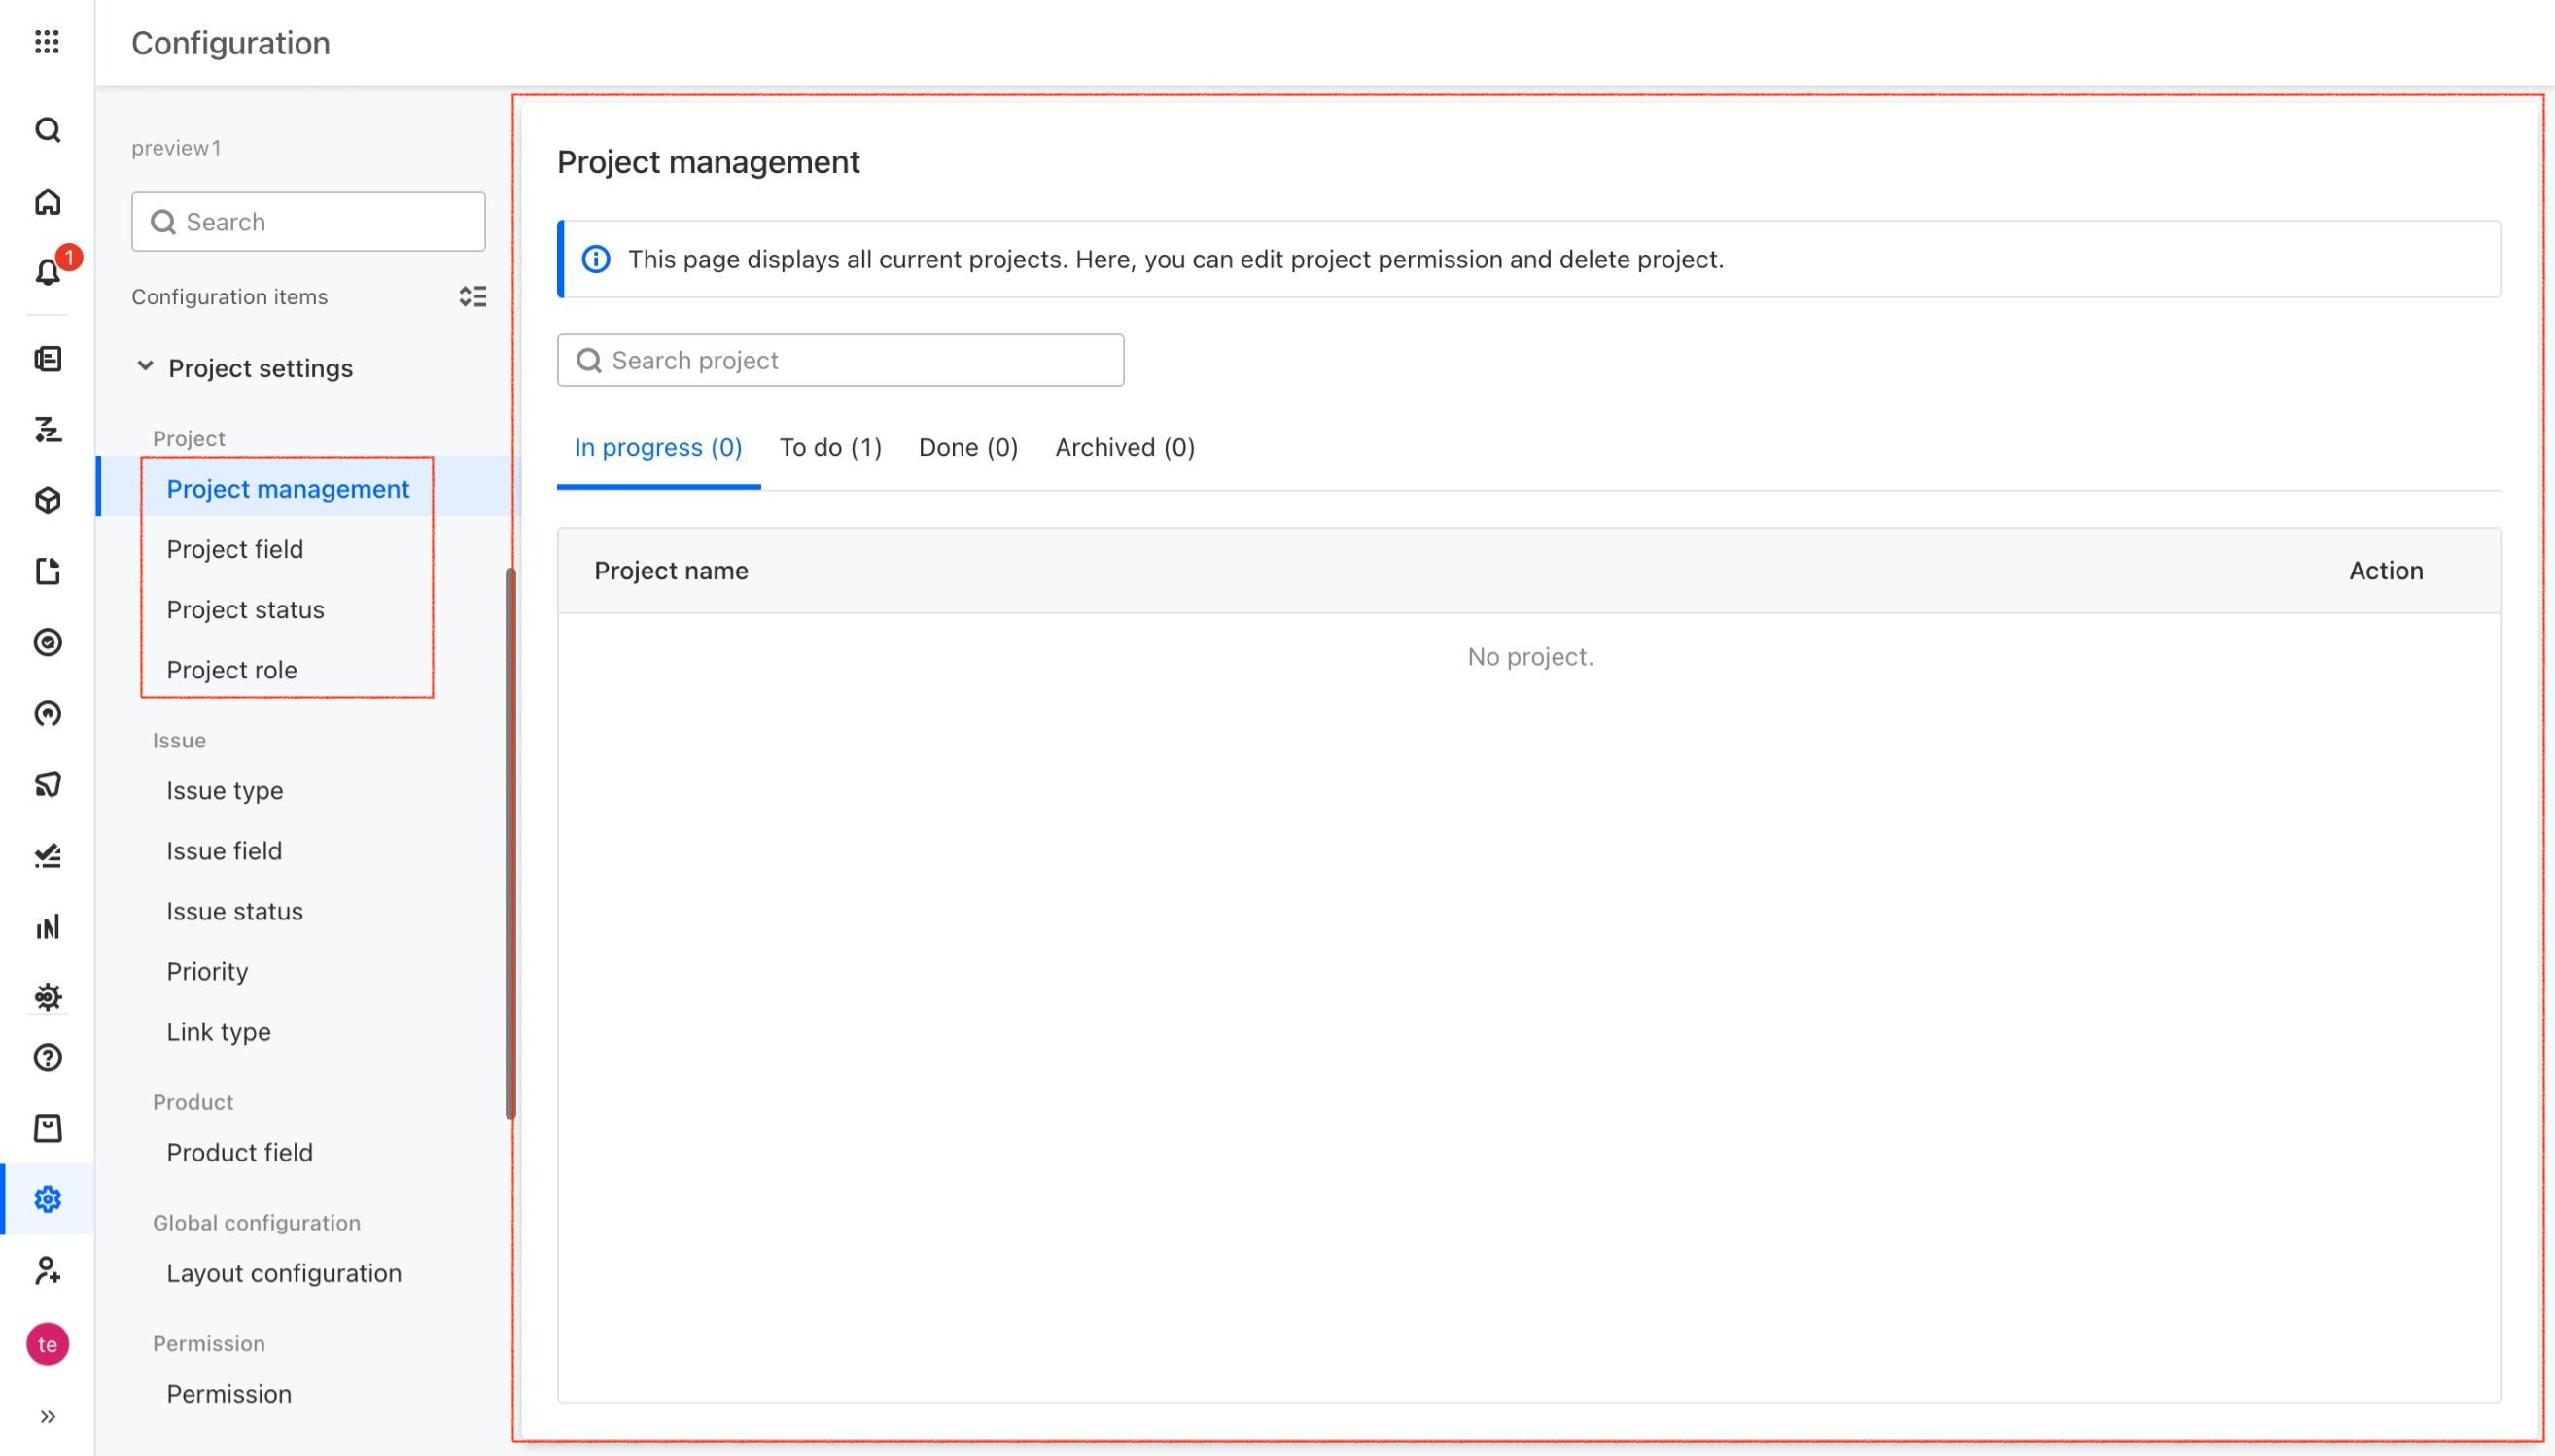 Configuration
1
te
preview1
Search
Configuration items
Project settings
Project
Project management
Project field
Project status
Project role
Issue
Issue type
Issue field
Issue status
Priority
Link type
Product
Product field
Global configuration
Layout configuration
Permission
Permission
Project management
This page displays all current projects. Here, you can edit project permission and delete project.
Search project
In progress (0) To do (1) Done (0) Archived (0)
Project name Action
No project.